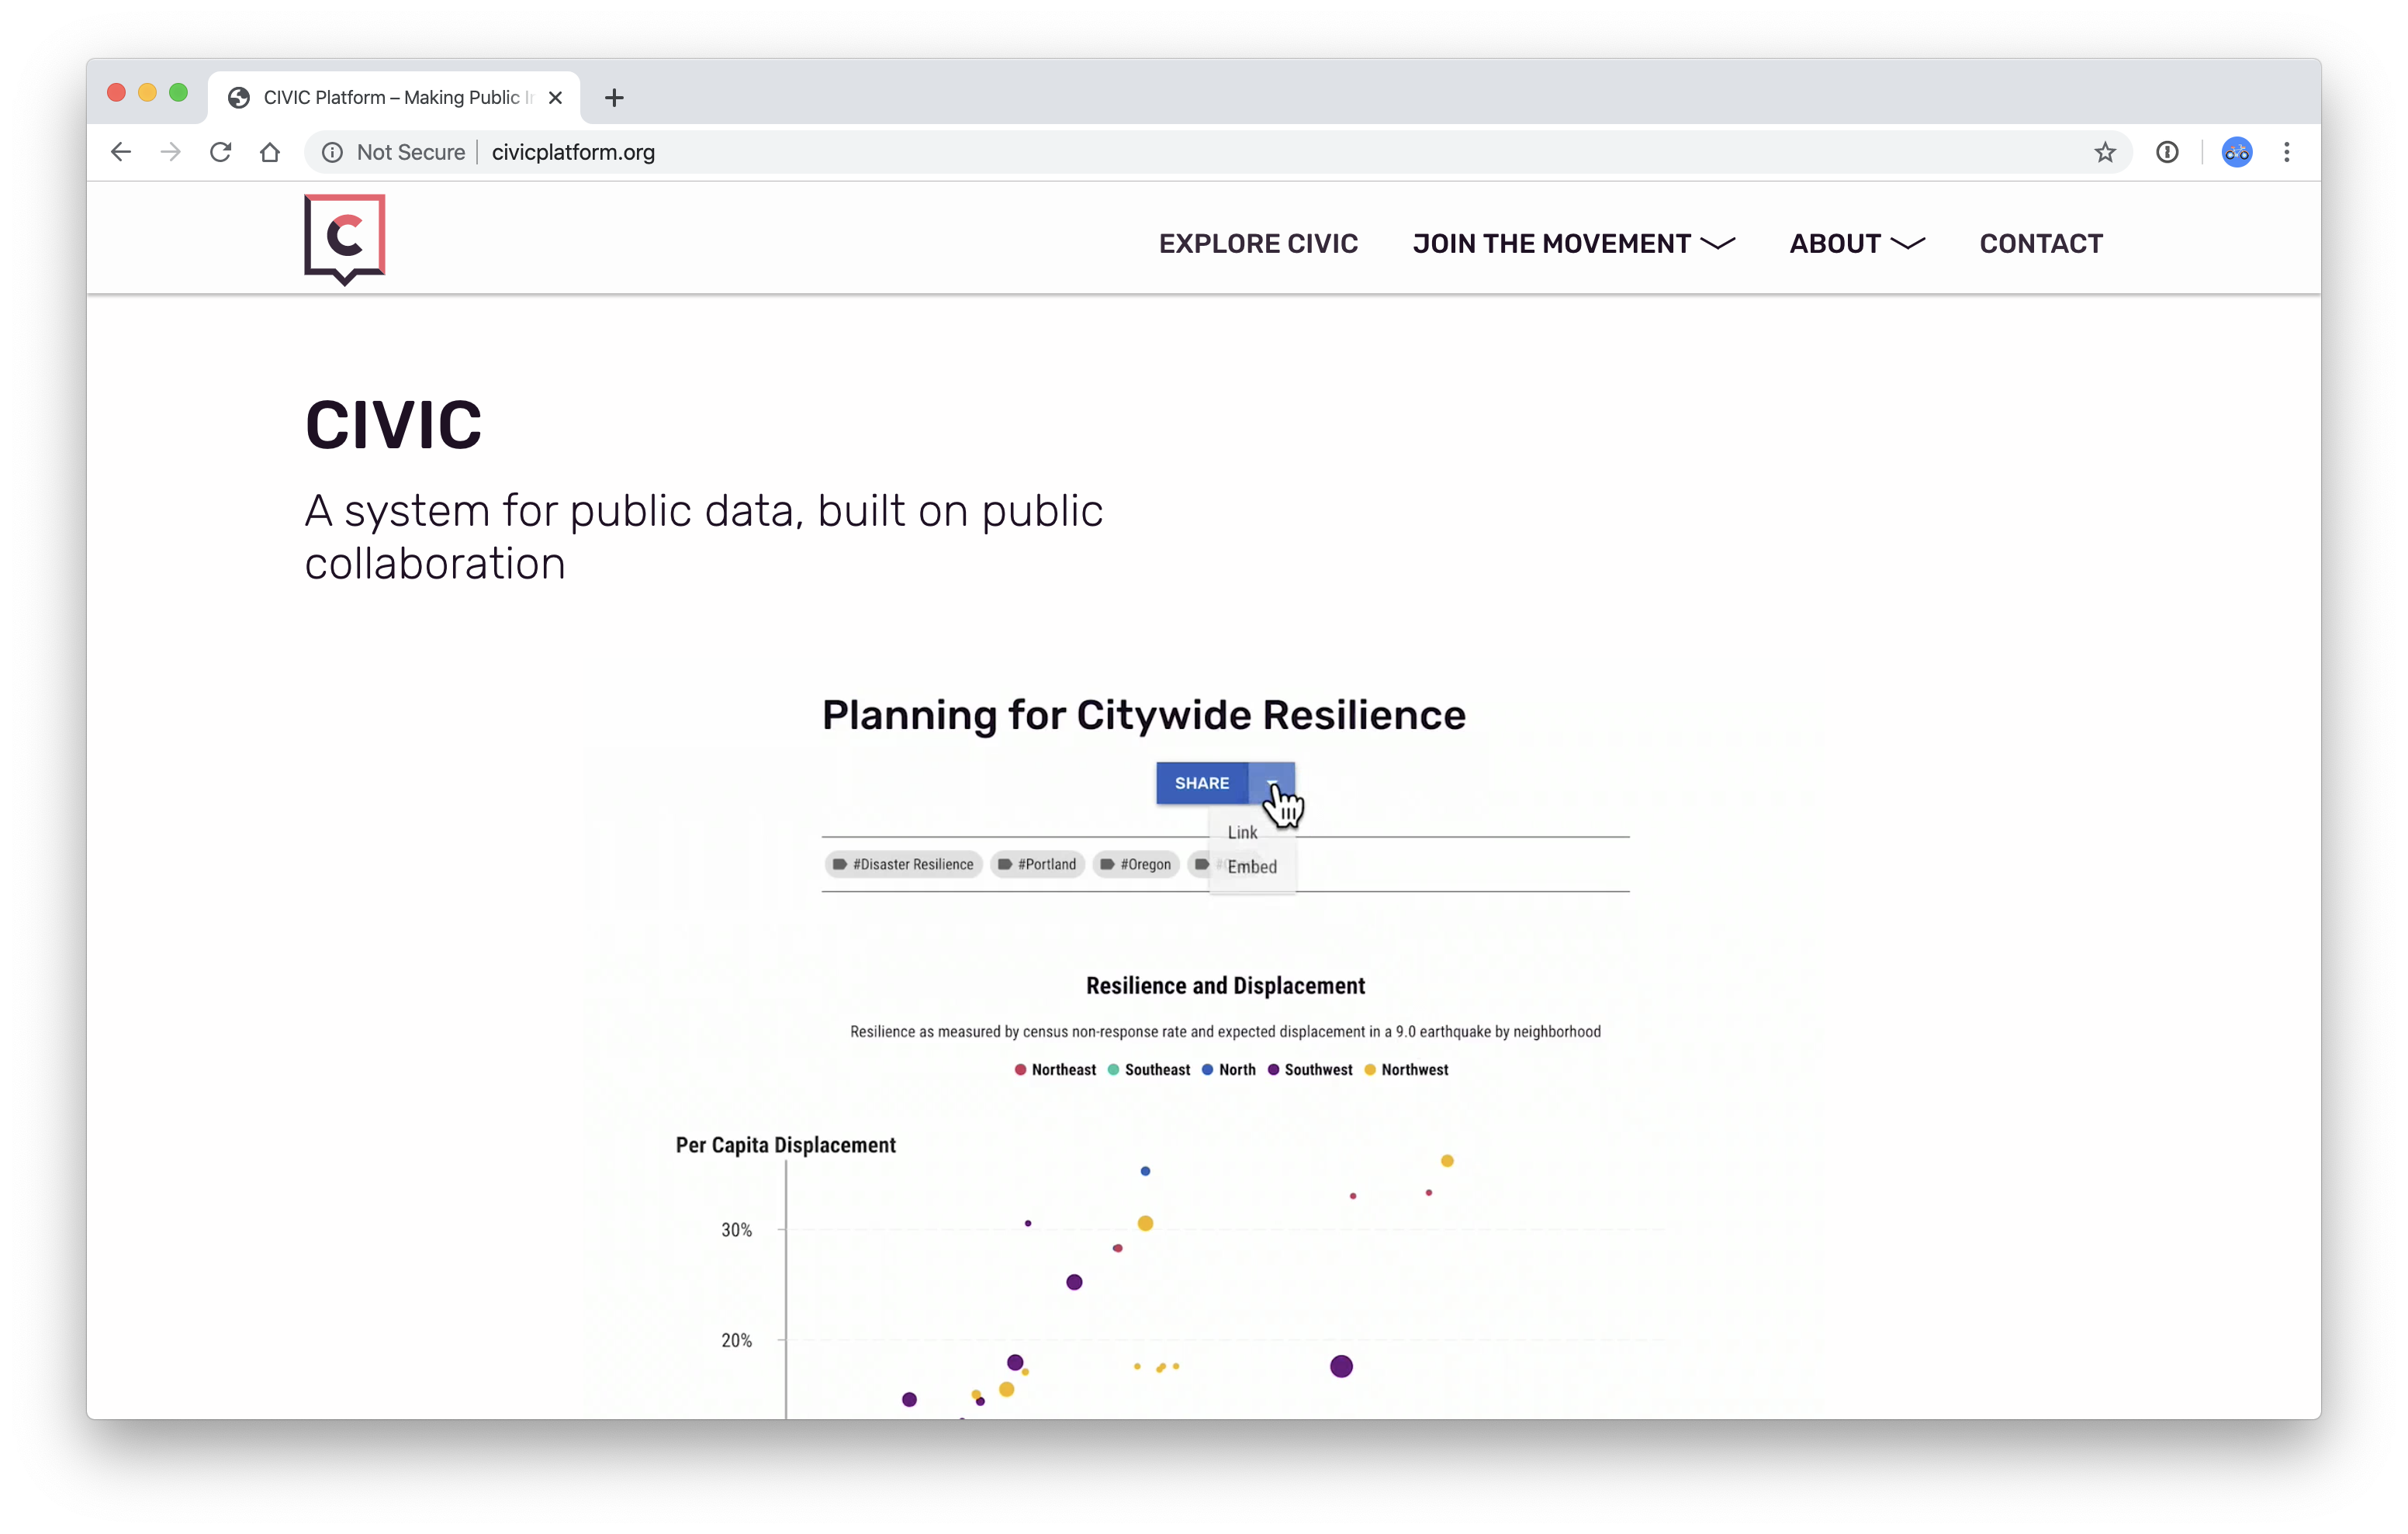 CIVIC Platform – Making Public
Not Secure civicplatform.org
C
EXPLORE CIVIC JOIN THE MOVEMENT ABOUT CONTACT
CIVIC
A system for public data, built on public
collaboration
Planning for Citywide Resilience
SHARE
Link
#Disaster Resilience #Portland #Oregon Embed
Resilience and Displacement
Resilience as measured by census non-response rate and expected displacement in a 9.0 earthquake by neighborhood
Northeast Southeast North Southwest Northwest
Per Capita Displacement
30%
20%